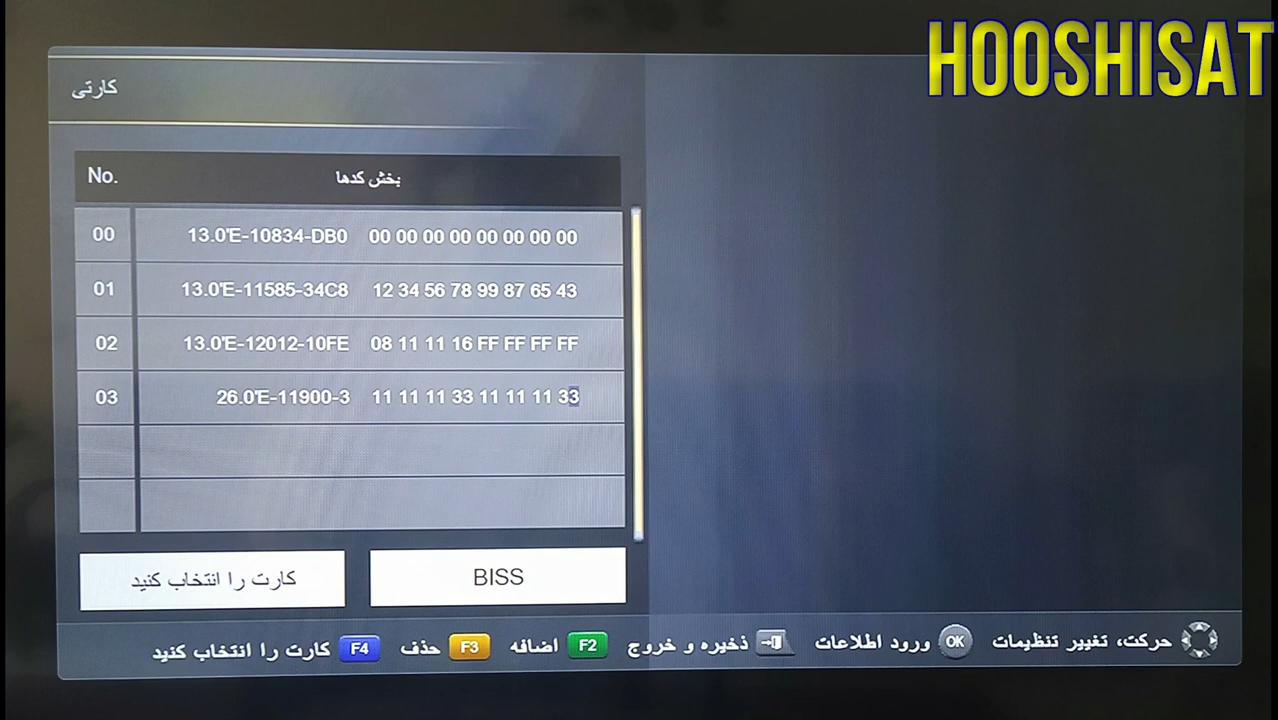 HOOSHISAT
کارتی
No. بخش کدها
00 13.0'E-10834-DB0 00 00 00 00 00 00 00 00
01 13.0'E-11585-34C8 12 34 56 78 99 87 65 43
02 13.0'E-12012-10FE 08 11 11 16 FF FF FF FF
03 26.0'E-11900-3 11 11 11 33 11 11 11 33
کارت را انتخاب کنید BISS
حرکت، تغییر تنظیمات OK ورود اطلاعات ذخیره و خروج F2 اضافه F3 حذف F4 کارت را انتخاب کنید